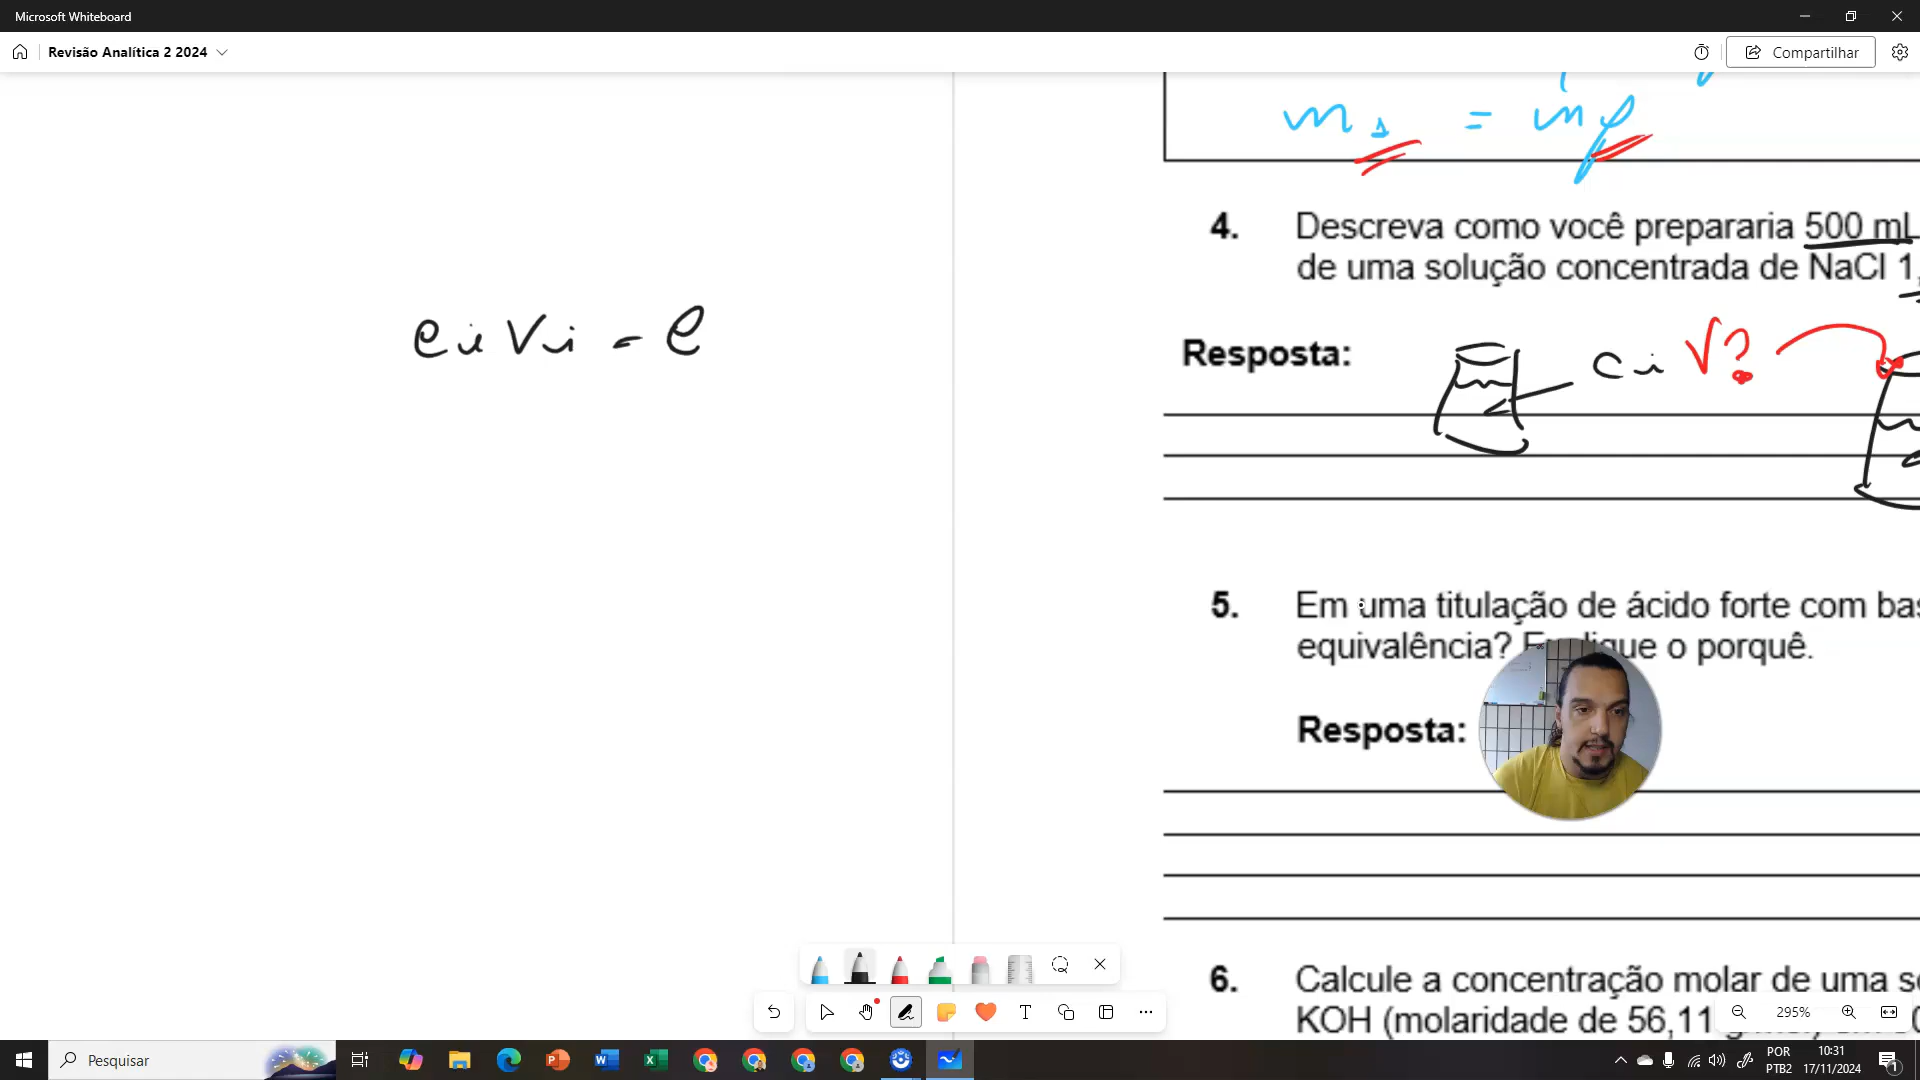 Microsoft Whiteboard
Revisão Analítica 2 2024
Compartilhar
m₁ = m
4. Descreva como você prepararia 500 mL
de uma solução concentrada de NaCl 1,
Ci Vi = C
Resposta:
Ci V?
5. Em uma titulação de ácido forte com bas
equivalência? que o porquê.
Resposta:
6. Calcule a concentração molar de uma s
KOH (molaridade de 56,11
295%
Pesquisar
POR
PTB2
10:31
17/11/2024
1